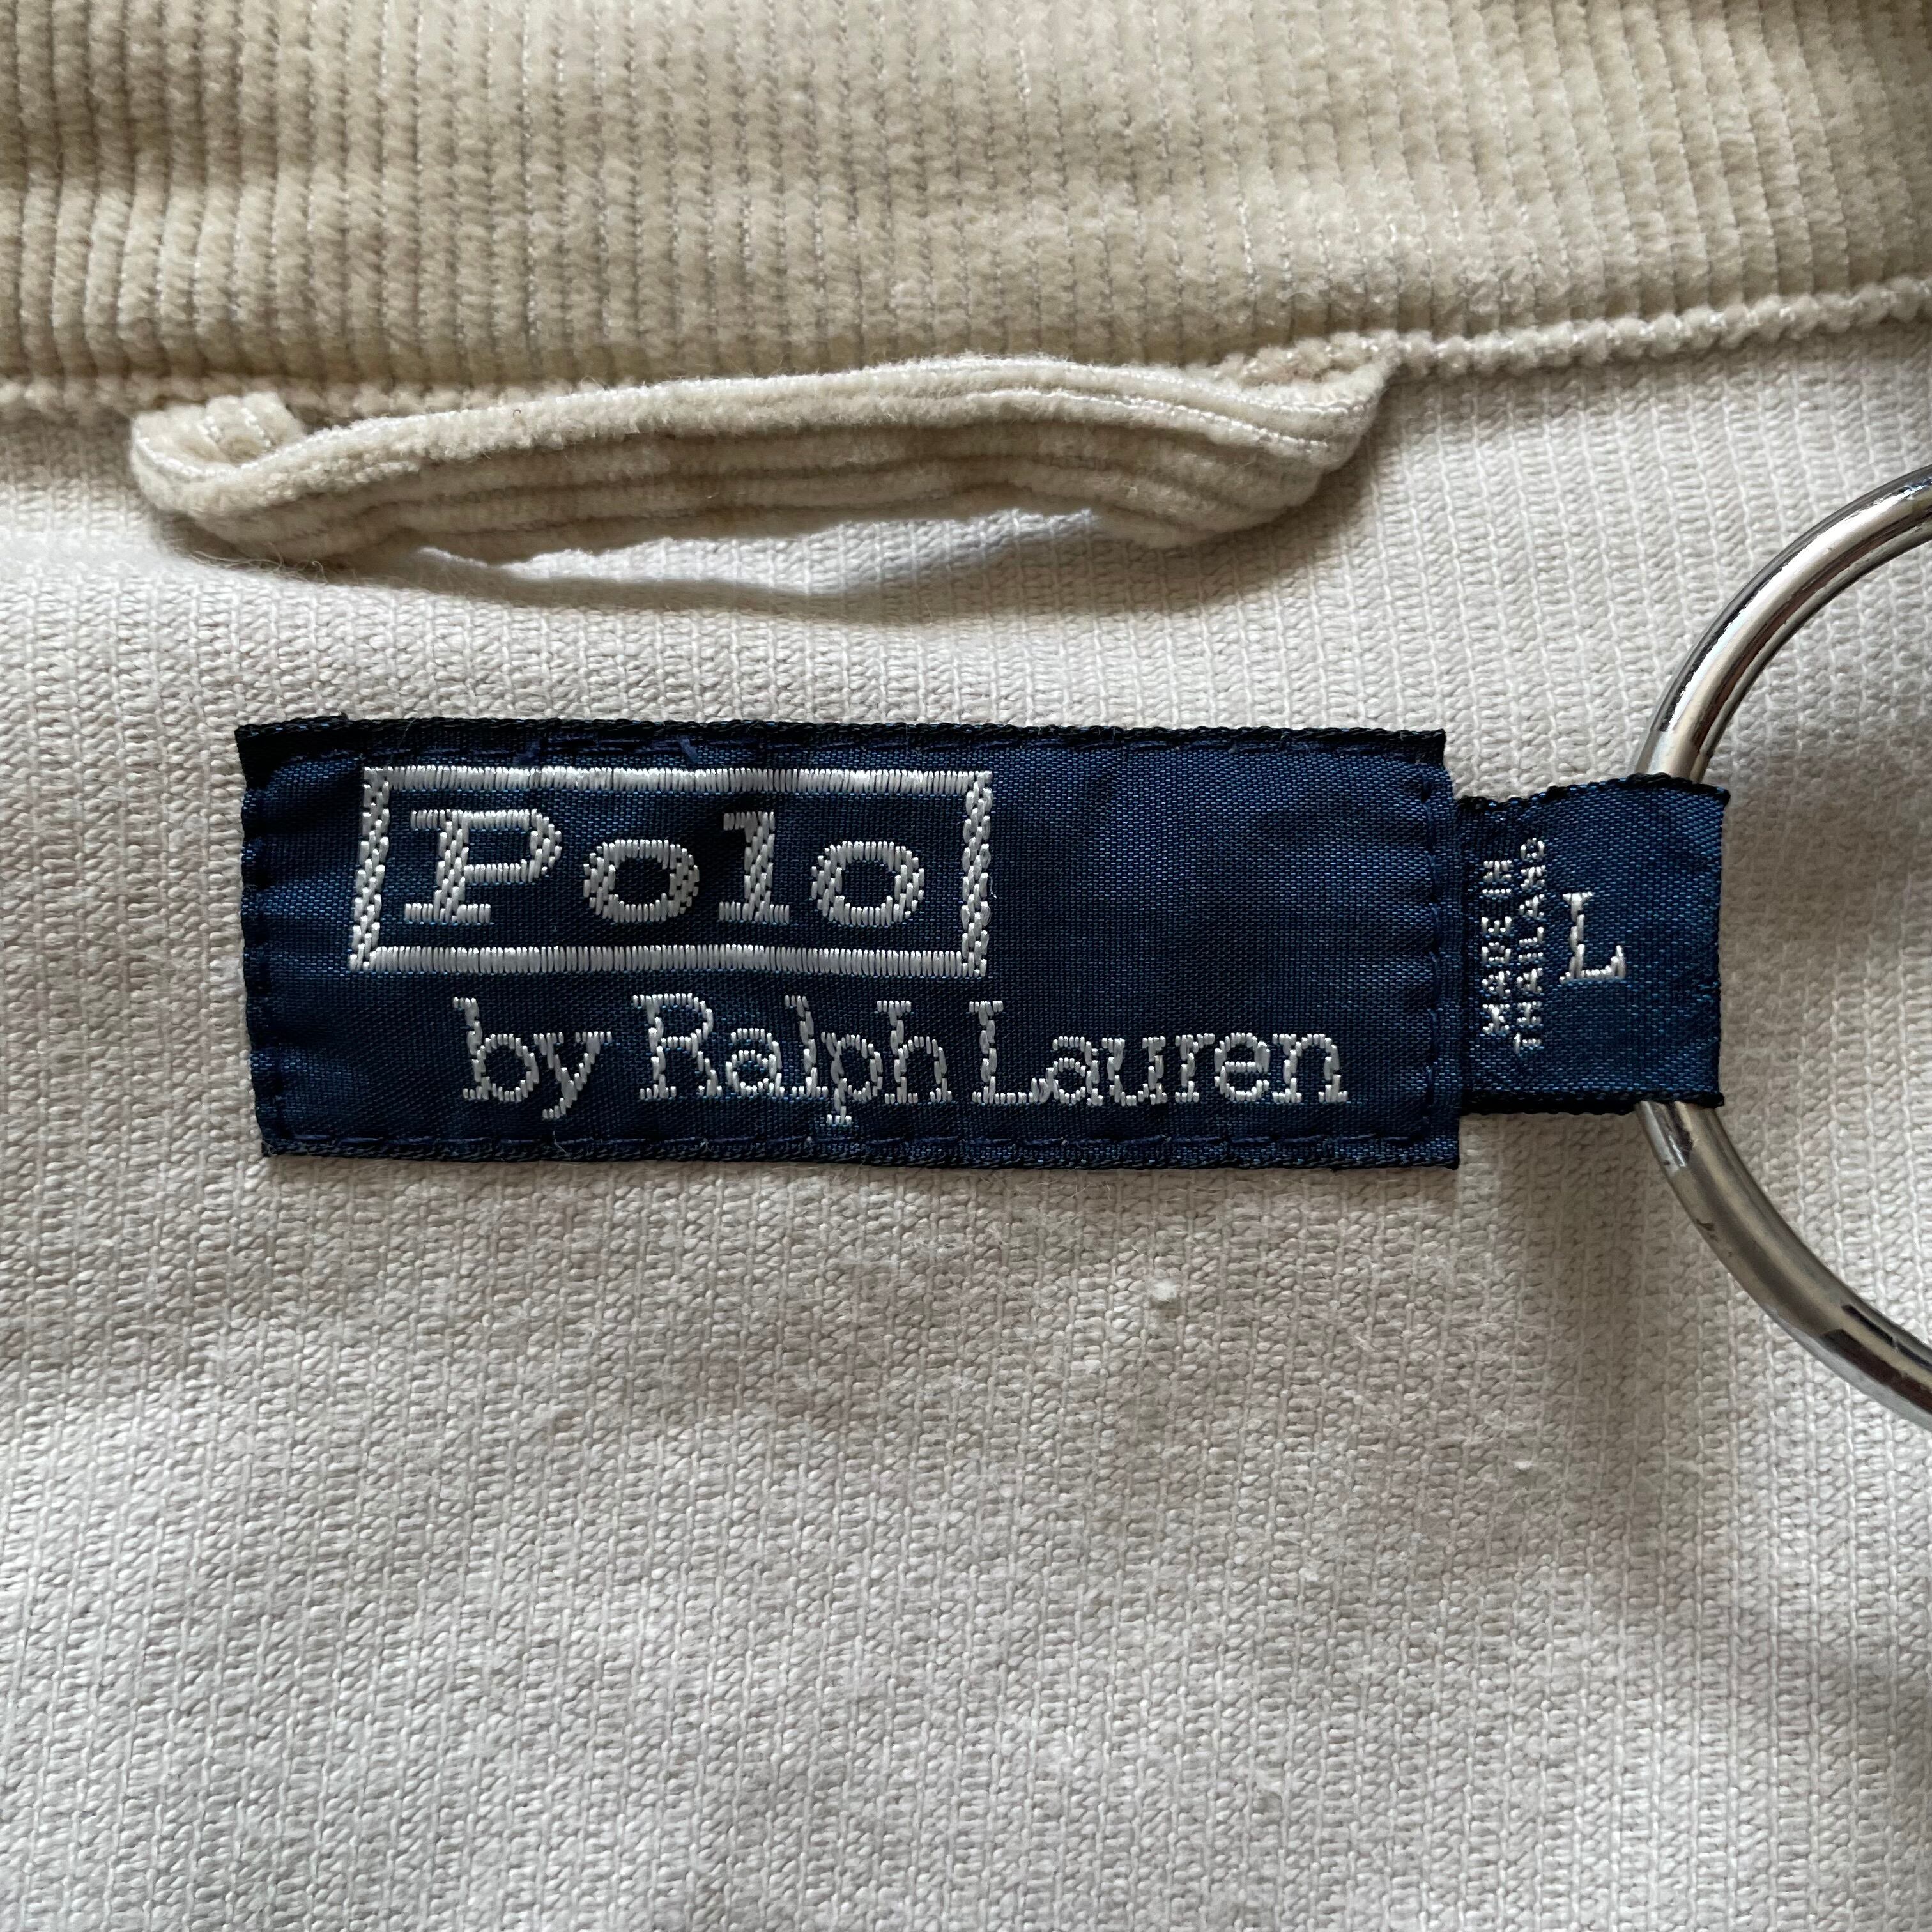 Polo
by Ralph Lauren
MADE IN
THAILAND
L